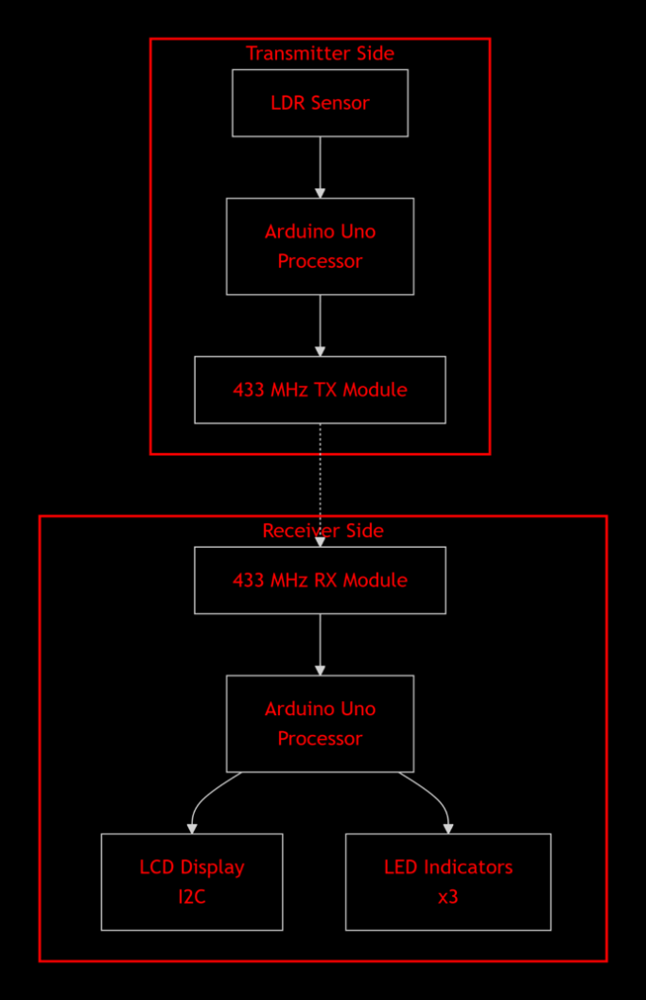 Transmitter Side
LDR Sensor
Arduino Uno
Processor
433 MHz TX Module
Receiver Side
433 MHz RX Module
Arduino Uno
Processor
LCD Display
I2C
LED Indicators
x3